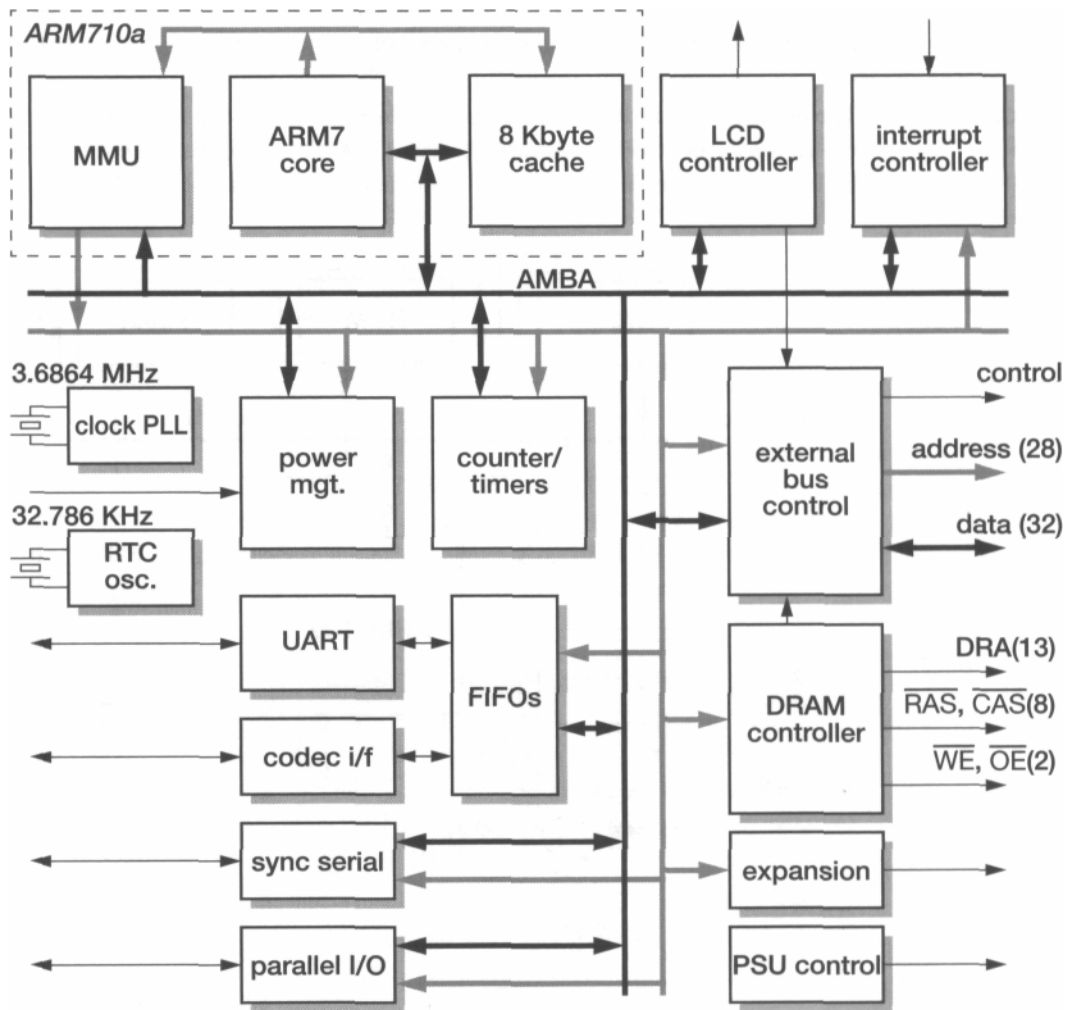 ARM710a
MMU
ARM7
core
8 Kbyte
cache
LCD
controller
interrupt
controller
AMBA
3.6864 MHz
clock PLL
32.786 KHz
RTC
osc.
power
mgt.
counter/
timers
external
bus
control
control
address (28)
data (32)
UART
FIFOs
codec i/f
sync serial
parallel I/O
DRAM
controller
DRA(13)
RAS, CAS(8)
WE, OE(2)
expansion
PSU control